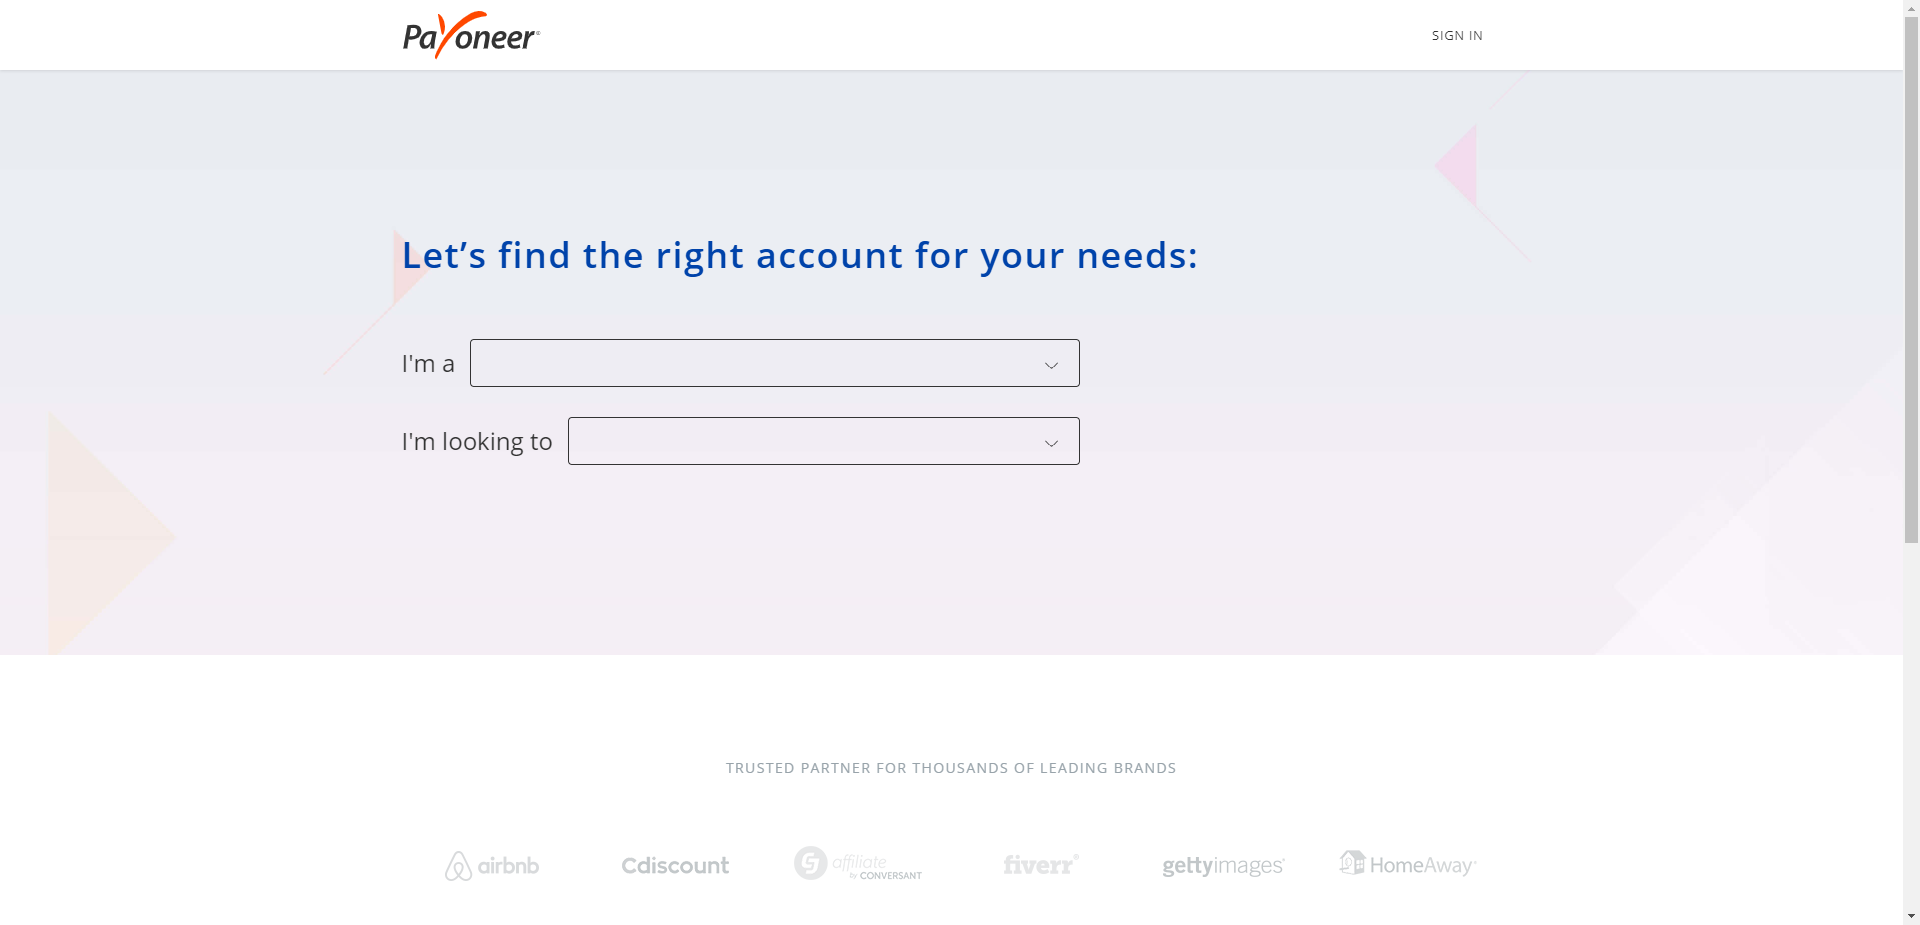 Payoneer®
SIGN IN
Let’s find the right account for your needs:
I'm a
I'm looking to
TRUSTED PARTNER FOR THOUSANDS OF LEADING BRANDS
airbnb
Cdiscount
affiliate
by CONVERSANT
fiverr®
gettyimages®
HomeAway